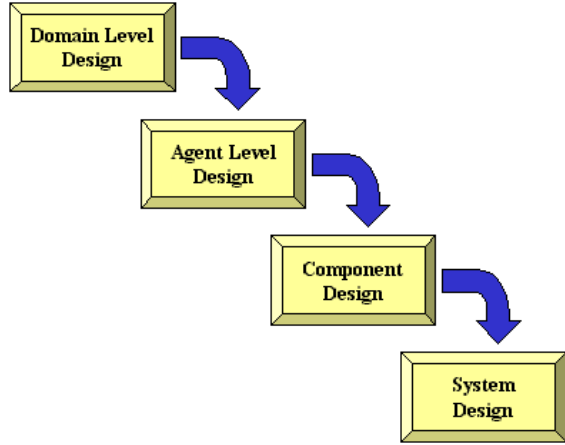 Domain Level
Design
Agent Level
Design
Component
Design
System
Design